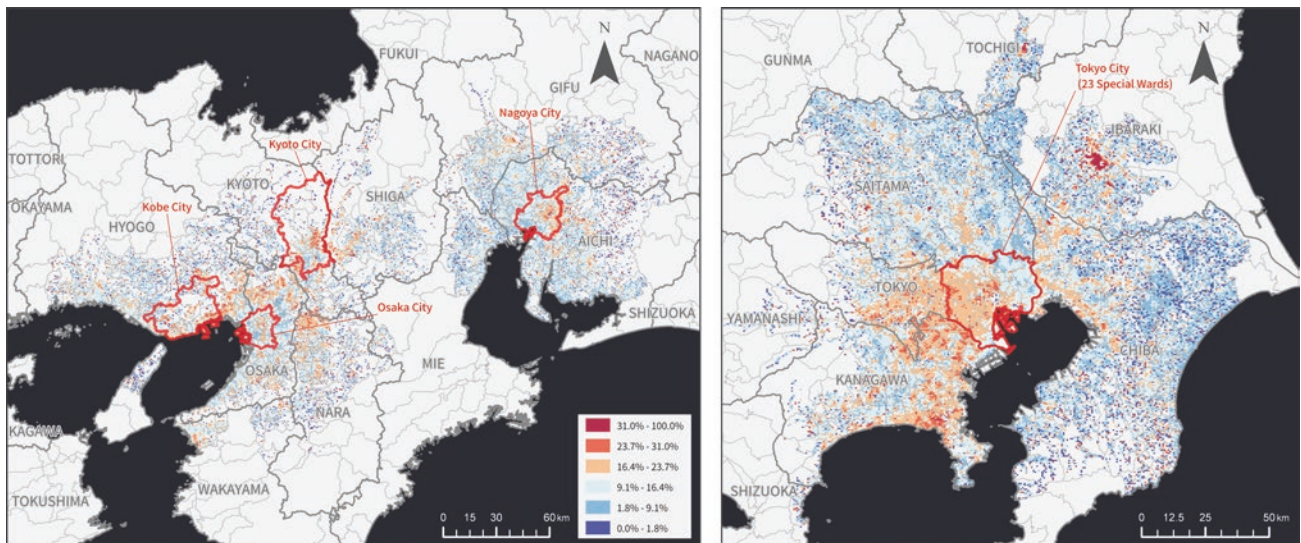 N
FUKUI
NAGANO
GIFU
Nagoya City
Kyoto City
TOTTORI
KYOTO
SHIGA
OKAYAMA
Kobe City
HYOGO
AICHI
Osaka City
SHIZUOKA
OSAKA
MIE
KAGAWA
NARA
WAKAYAMA
TOKUSHIMA
31.0% - 100.0%
23.7% - 31.0%
16.4% - 23.7%
9.1% - 16.4%
1.8% - 9.1%
0.0% - 1.8%
0 15 30 60 km
N
TOCHIGI
GUNMA
Tokyo City
(23 Special Wards)
IBARAKI
SAITAMA
TOKYO
YAMANASHI
CHIBA
KANAGAWA
SHIZUOKA
0 12.5 25 50 km